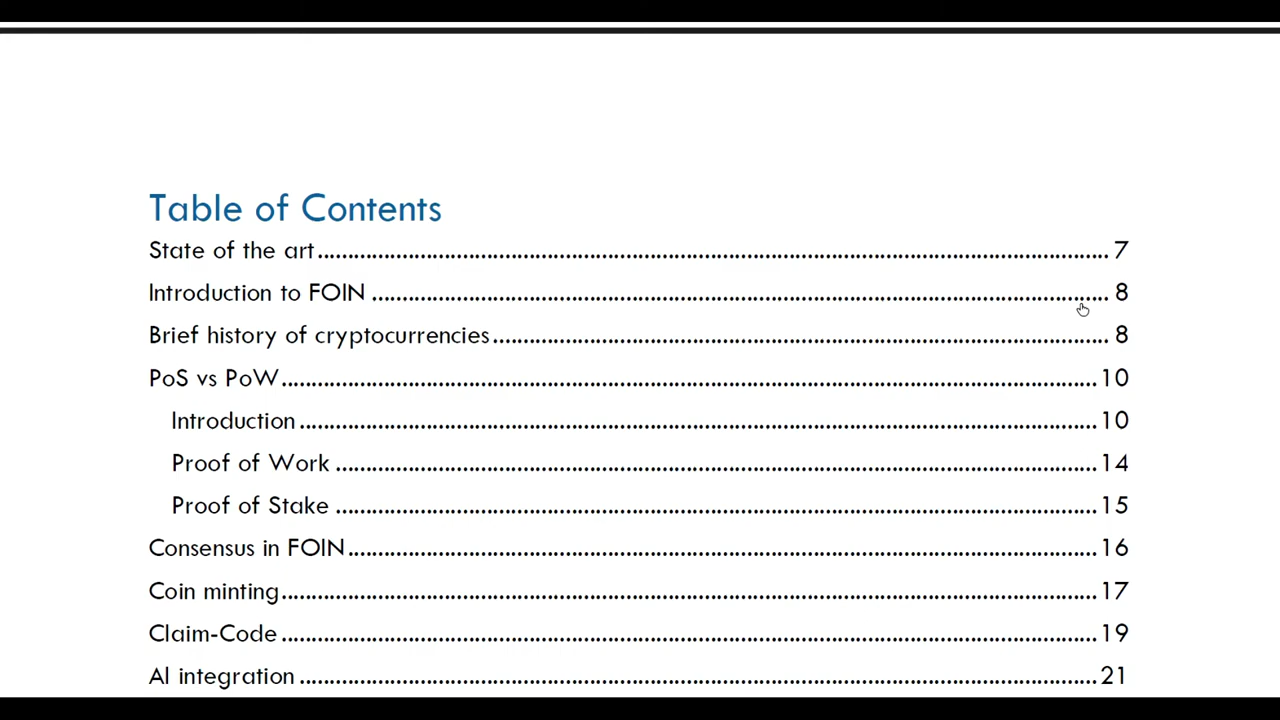 Table of Contents
State of the art........................................................................................................................... 7
Introduction to FOIN .................................................................................................................. 8
Brief history of cryptocurrencies................................................................................................... 8
PoS vs PoW............................................................................................................................... 10
Introduction ............................................................................................................................. 10
Proof of Work .......................................................................................................................... 14
Proof of Stake .......................................................................................................................... 15
Consensus in FOIN..................................................................................................................... 16
Coin minting............................................................................................................................... 17
Claim-Code ............................................................................................................................... 19
AI integration ............................................................................................................................. 21